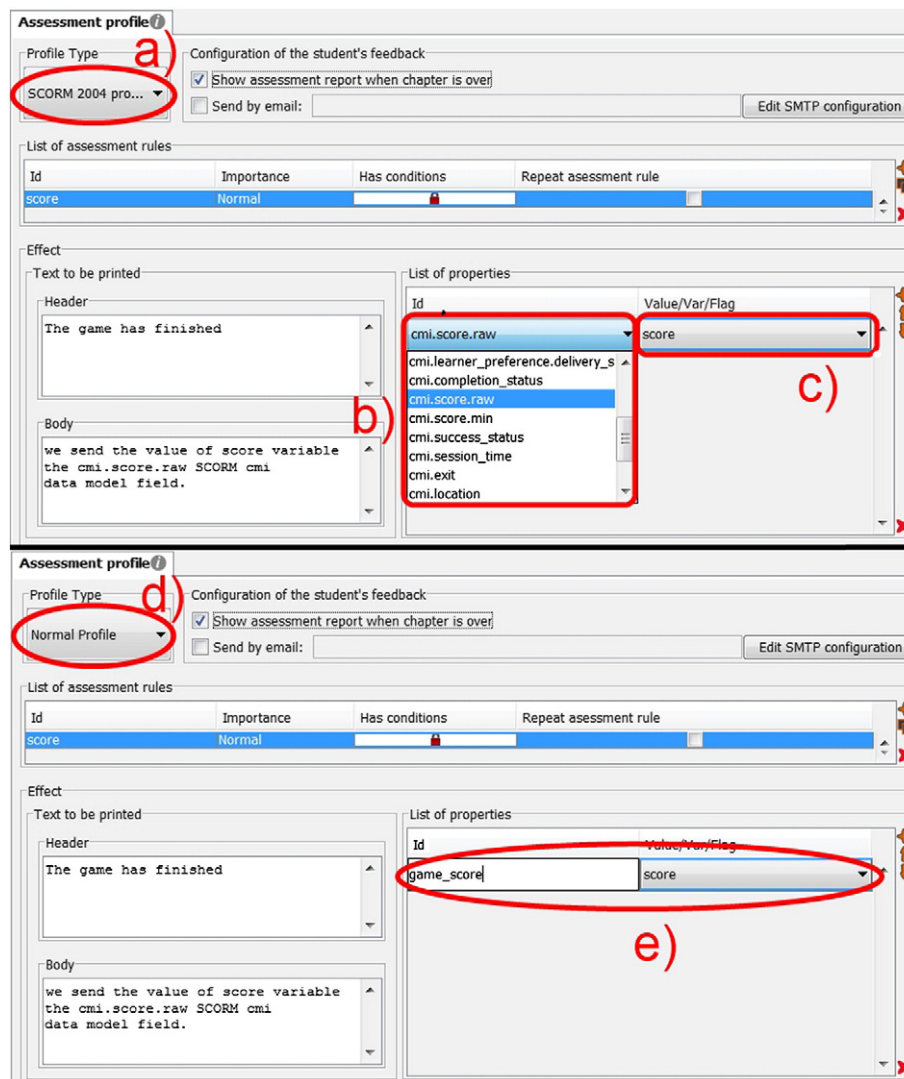 Assessment profile
a)
Profile Type
Configuration of the student's feedback
SCORM 2004 pro...
Show assessment report when chapter is over
Send by email:
Edit SMTP configuration
List of assessment rules
Id Importance Has conditions Repeat asessment rule
score Normal
Effect
Text to be printed
List of properties
Header
Id Value/Var/Flag
The game has finished
cmi.score.raw score
cmi.learner_preference.delivery_s
cmi.completion_status
cmi.score.raw
cmi.score.min
cmi.success_status
cmi.session_time
cmi.exit
cmi.location
b)
c)
Body
we send the value of score variable
the cmi.score.raw SCORM cmi
data model field.
Assessment profile
d)
Profile Type
Configuration of the student's feedback
Normal Profile
Show assessment report when chapter is over
Send by email:
Edit SMTP configuration
List of assessment rules
Id Importance Has conditions Repeat asessment rule
score Normal
Effect
Text to be printed
List of properties
Header
Id Value/Var/Flag
The game has finished
game_score score
e)
Body
we send the value of score variable
the cmi.score.raw SCORM cmi
data model field.